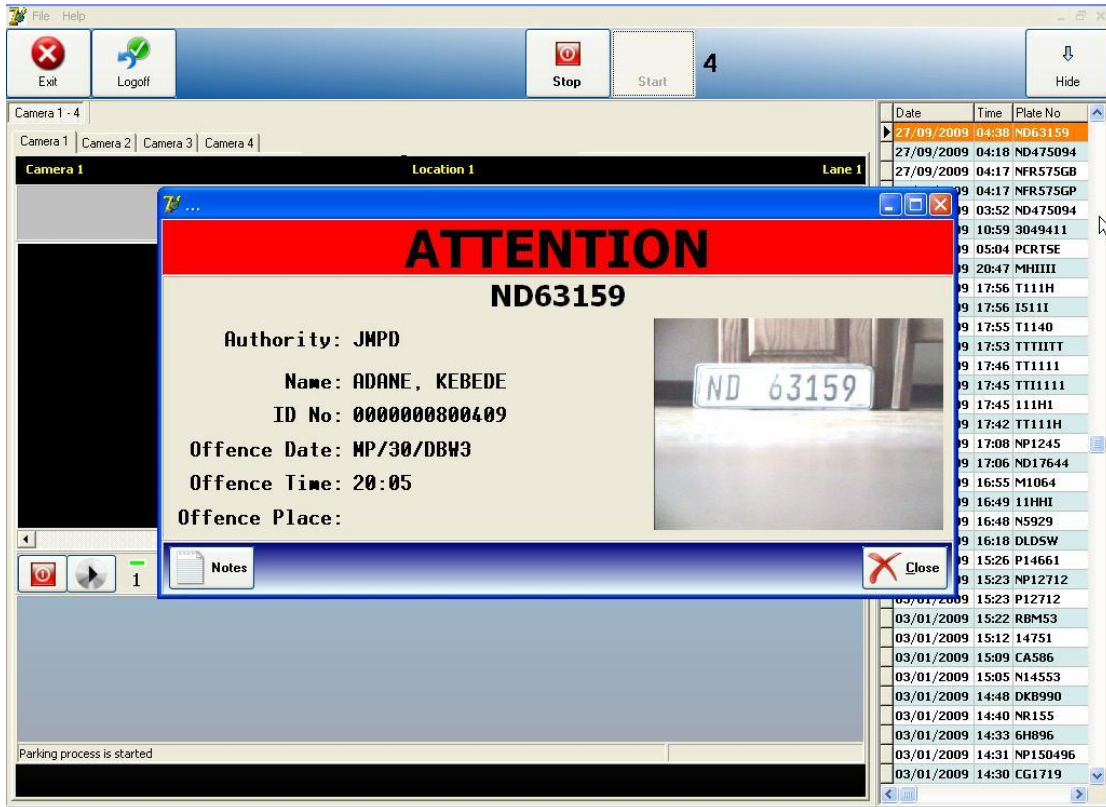 File Help
Exit
Logoff
Stop
Start
4
Hide
Camera 1 - 4
Camera 1 Camera 2 Camera 3 Camera 4
Camera 1 Location 1 Lane 1
...
ATTENTION
ND63159
Authority: JMPD
Name: ADANE, KEBEDE
ID No: 0000000800409
Offence Date: MP/30/DBW3
Offence Time: 20:05
Offence Place:
ND 63159
Notes
Close
1
Parking process is started
Date Time Plate No
27/09/2009 04:38 ND63159
27/09/2009 04:18 ND475094
27/09/2009 04:17 NFR575GB
04:17 NFR575GP
03:52 ND475094
10:59 3049411
05:04 PCRTSE
20:47 MHIIII
17:56 T111H
17:56 I511I
17:55 T1140
17:53 TTTIITT
17:46 TT1111
17:45 TTI1111
17:45 111H1
17:42 TT111H
17:08 NP1245
17:06 ND17644
16:55 M1064
16:49 11HHI
16:48 N5929
16:18 DLDSW
15:26 P14661
15:23 NP12712
03/01/2009 15:23 P12712
03/01/2009 15:22 RBM53
03/01/2009 15:12 14751
03/01/2009 15:09 CA586
03/01/2009 15:05 N14553
03/01/2009 14:48 DKB990
03/01/2009 14:40 NR155
03/01/2009 14:33 6H896
03/01/2009 14:31 NP150496
03/01/2009 14:30 CG1719